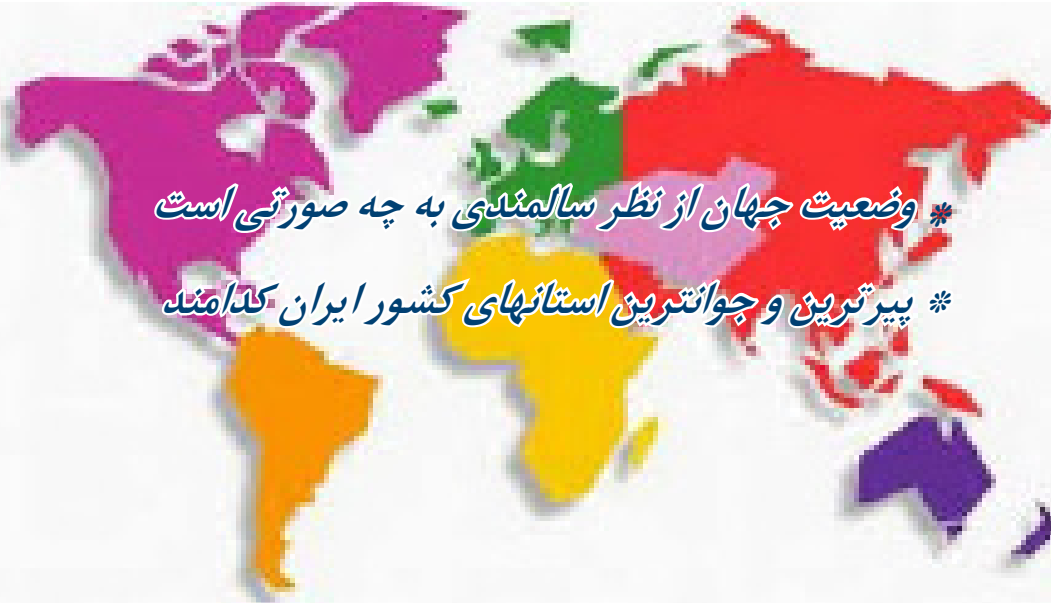 * وضعیت جهان از نظر سالمندی به چه صورتی است
* پیرترین و جوانترین استانهای کشور ایران کدامند